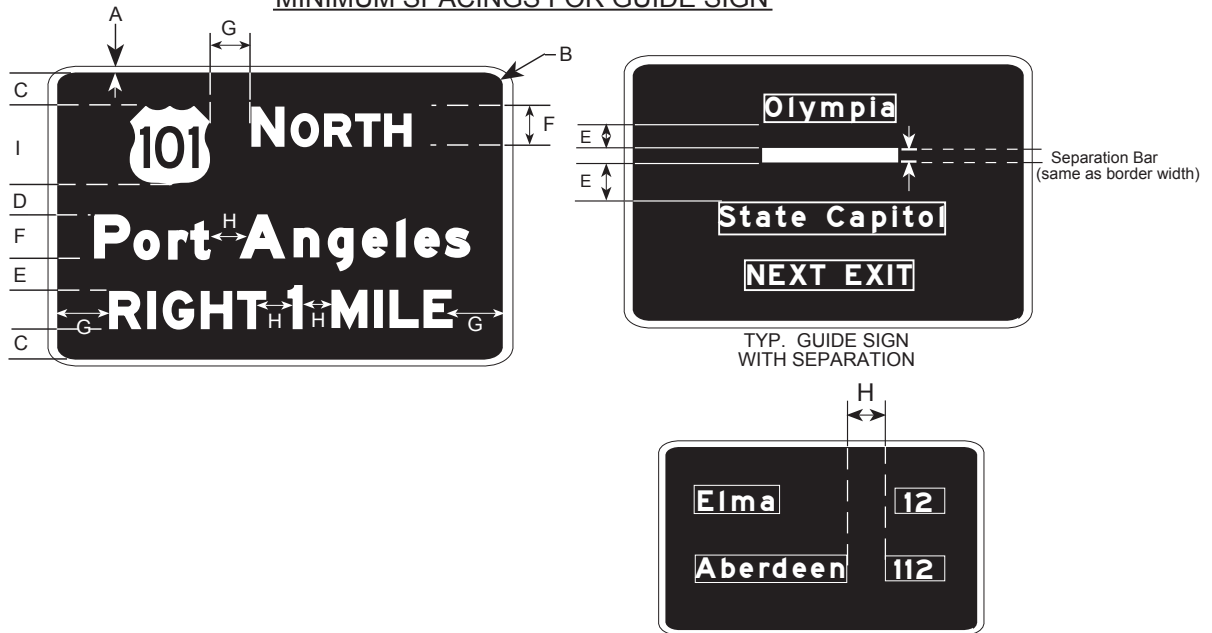 MINIMUM SPACINGS FOR GUIDE SIGN
A
G
B
C
I
D
F
E
C
101 NORTH
F
Port H Angeles
RIGHT H 1 H MILE
G
G
Olympia
E
E
Separation Bar
(same as border width)
State Capitol
NEXT EXIT
TYP. GUIDE SIGN
WITH SEPARATION
H
Elma 12
Aberdeen 112